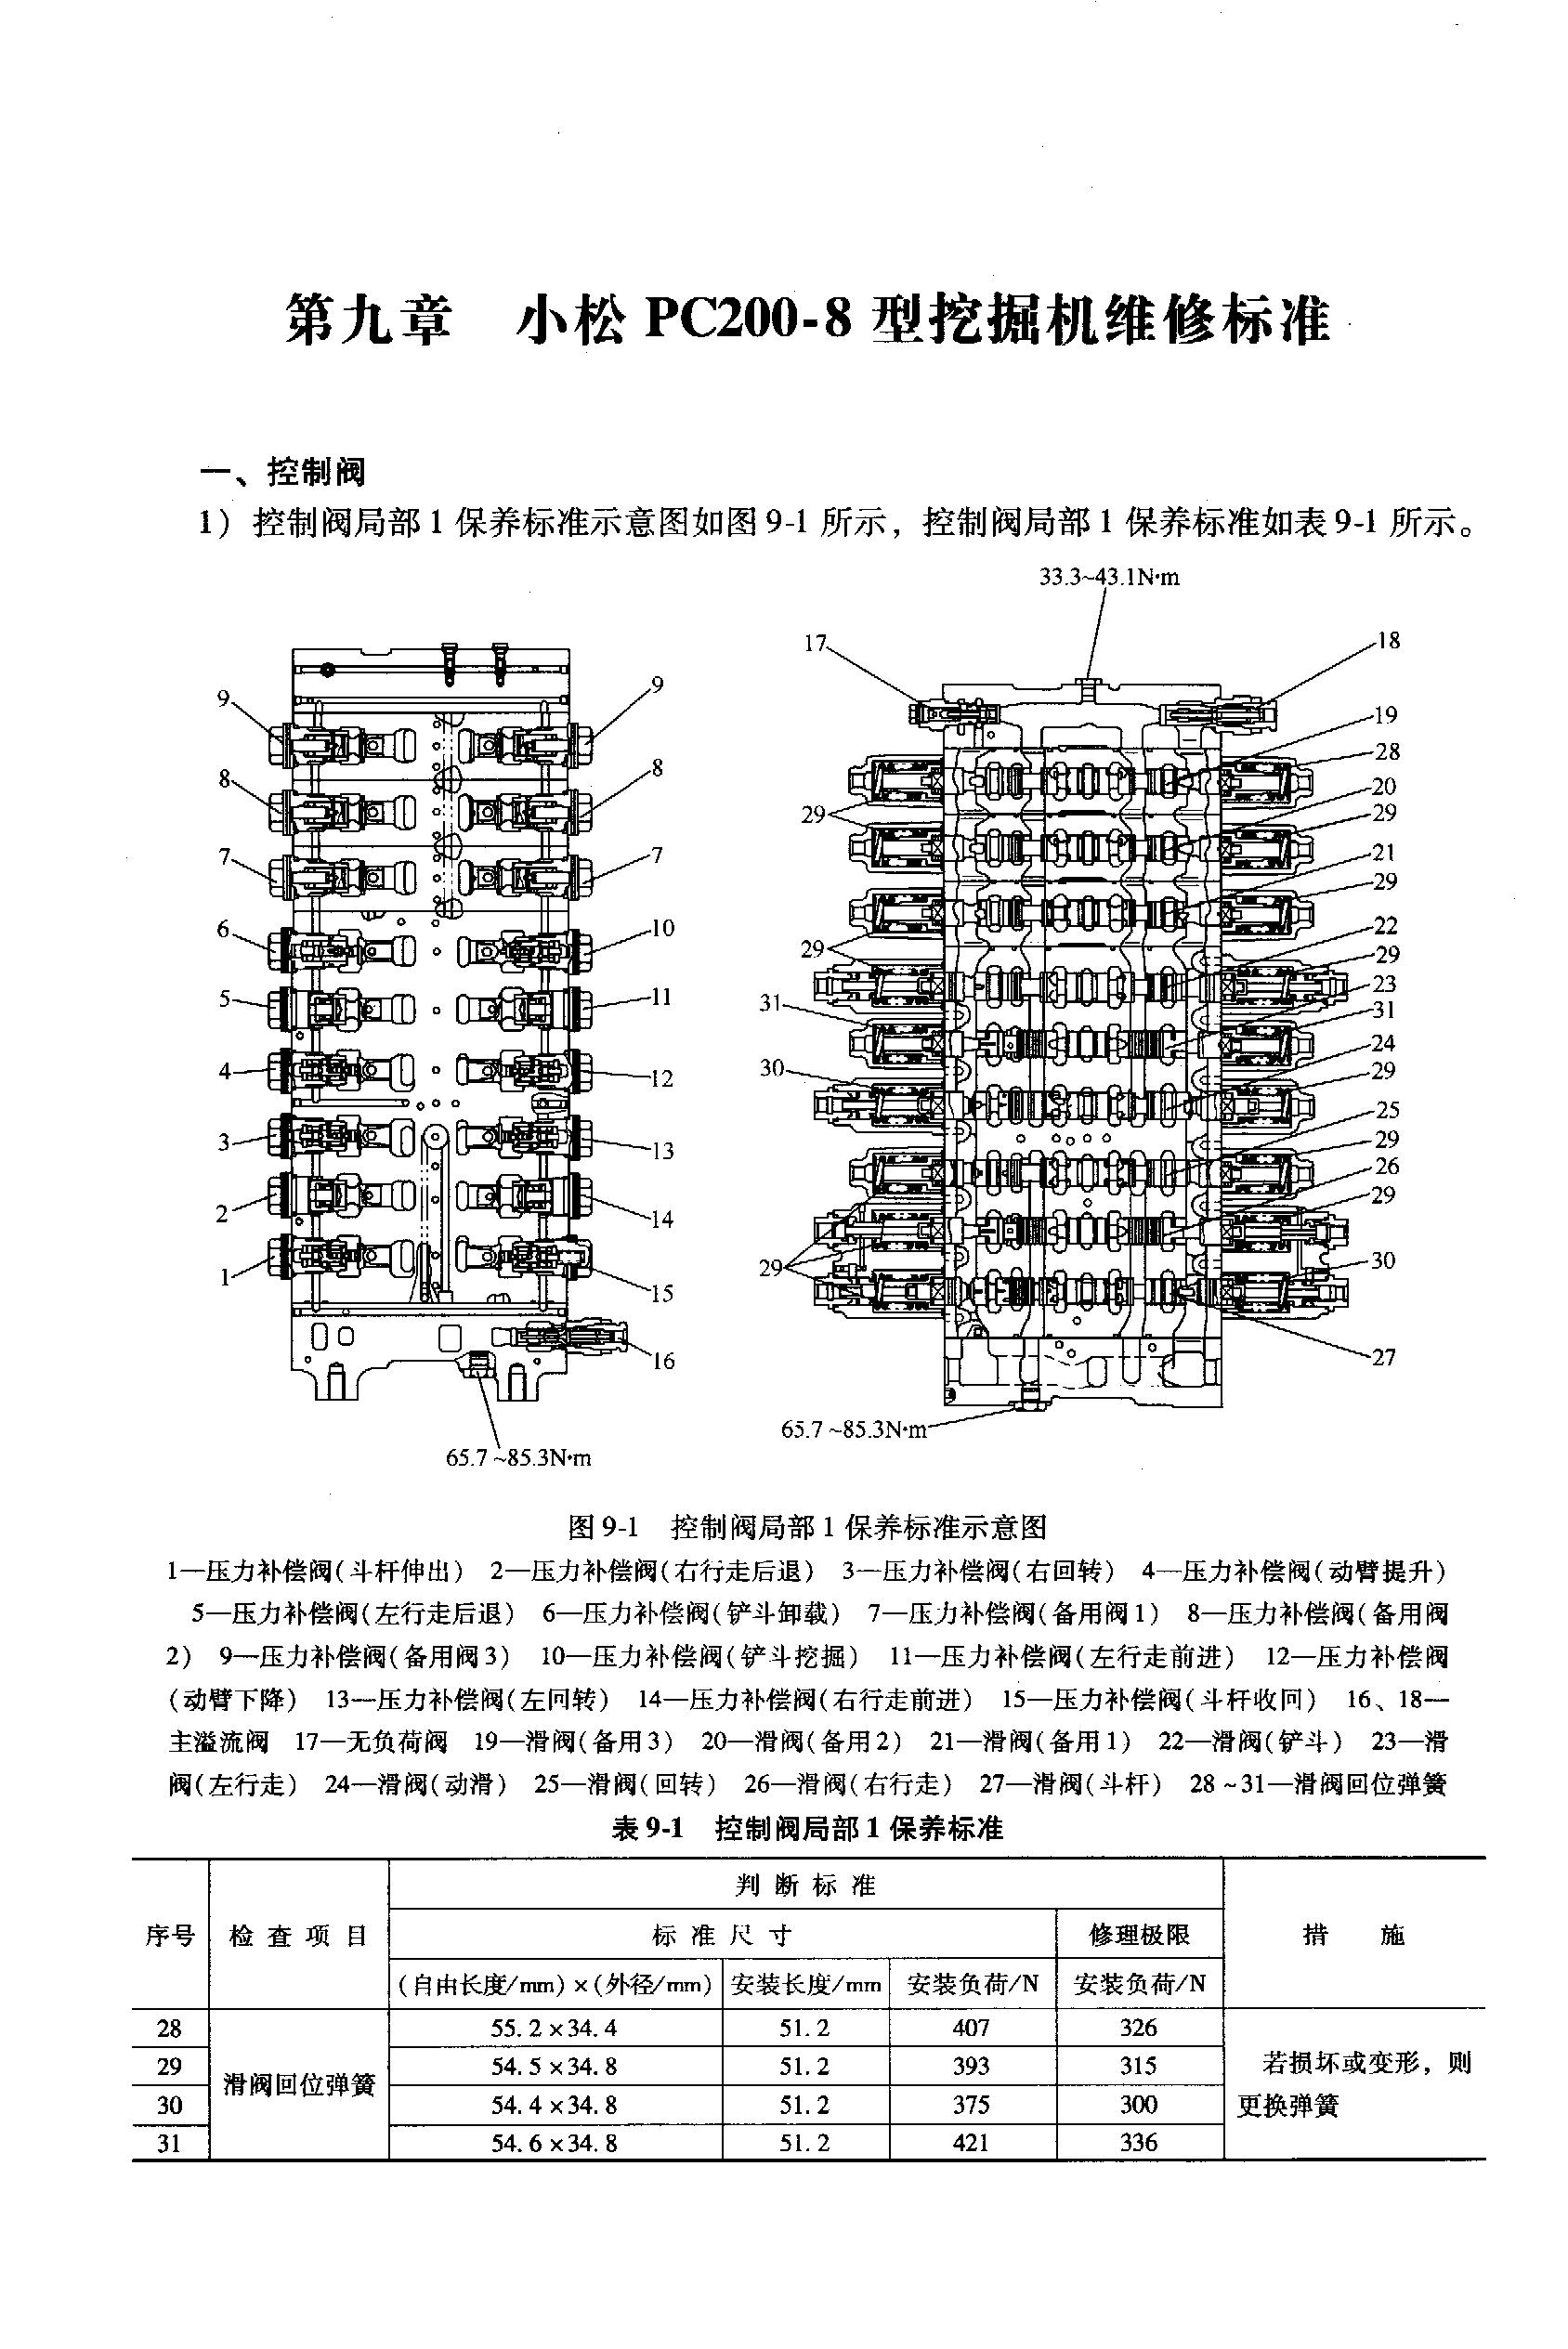 第九章 小松 PC200-8 型挖掘机维修标准
一、控制阀
1) 控制阀局部 1 保养标准示意图如图 9-1 所示，控制阀局部 1 保养标准如表 9-1 所示。
33.3~43.1N·m
9
8
7
6
5
4
3
2
1
9
8
7
10
11
12
13
14
15
16
65.7~85.3N·m
17
29
29
31
30
29
65.7~85.3N·m
18
19
28
20
29
21
29
22
29
23
31
24
29
25
29
26
29
30
27
图 9-1 控制阀局部 1 保养标准示意图
1—压力补偿阀(斗杆伸出) 2—压力补偿阀(右行走后退) 3—压力补偿阀(右回转) 4—压力补偿阀(动臂提升)
5—压力补偿阀(左行走后退) 6—压力补偿阀(铲斗卸载) 7—压力补偿阀(备用阀 1) 8—压力补偿阀(备用阀
2) 9—压力补偿阀(备用阀 3) 10—压力补偿阀(铲斗挖掘) 11—压力补偿阀(左行走前进) 12—压力补偿阀
(动臂下降) 13—压力补偿阀(左回转) 14—压力补偿阀(右行走前进) 15—压力补偿阀(斗杆收回) 16、18—
主溢流阀 17—无负荷阀 19—滑阀(备用 3) 20—滑阀(备用 2) 21—滑阀(备用 1) 22—滑阀(铲斗) 23—滑
阀(左行走) 24—滑阀(动滑) 25—滑阀(回转) 26—滑阀(右行走) 27—滑阀(斗杆) 28~31—滑阀回位弹簧
表 9-1 控制阀局部 1 保养标准
序号 检查项目 判断标准 措施
标准尺寸 修理极限
(自由长度/mm)×(外径/mm) 安装长度/mm 安装负荷/N 安装负荷/N
28 55.2×34.4 51.2 407 326
29 54.5×34.8 51.2 393 315
滑阀回位弹簧
若损坏或变形，则
更换弹簧
30 54.4×34.8 51.2 375 300
31 54.6×34.8 51.2 421 336